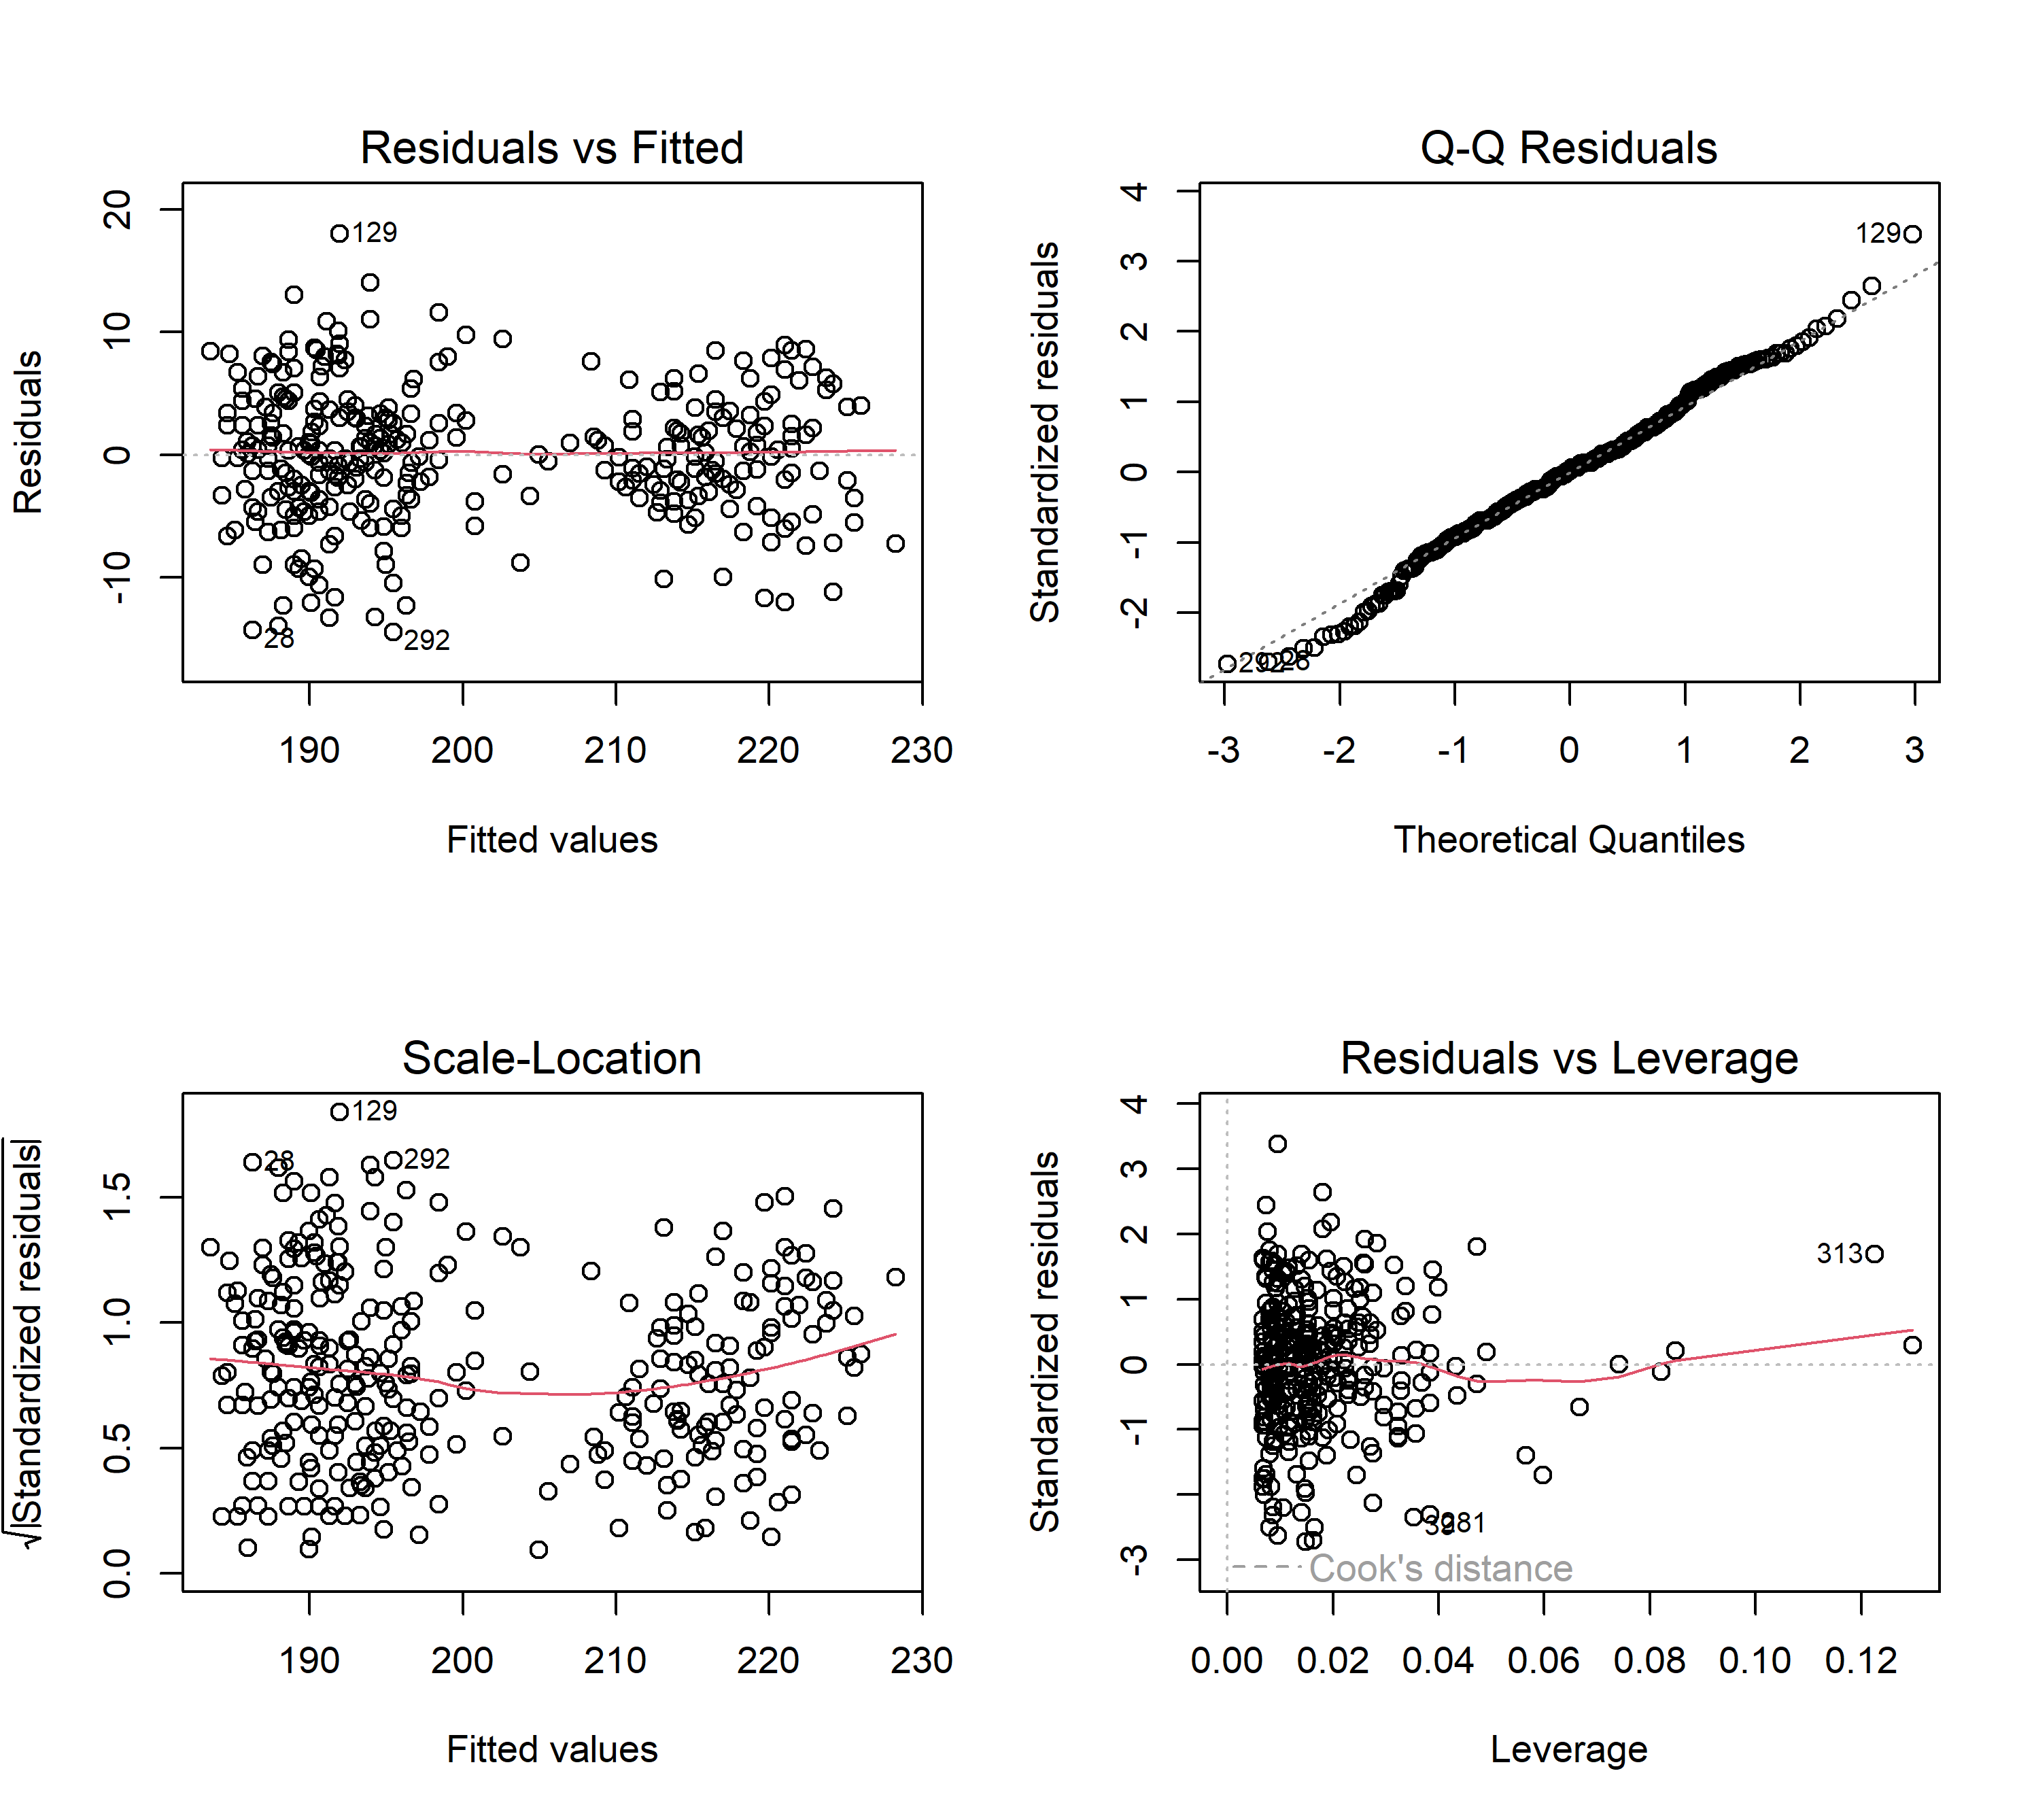 Residuals vs Fitted
20
10
0
-10
Residuals
129
28
292
190 200 210 220 230
Fitted values
Q-Q Residuals
4
3
2
1
0
-1
-2
Standardized residuals
129
292
28
-3 -2 -1 0 1 2 3
Theoretical Quantiles
Scale-Location
1.5
1.0
0.5
0.0
√|Standardized residuals|
129
28
292
190 200 210 220 230
Fitted values
Residuals vs Leverage
4
3
2
1
0
-1
-3
Standardized residuals
313
Cook's distance
0.00 0.02 0.04 0.06 0.08 0.10 0.12
Leverage